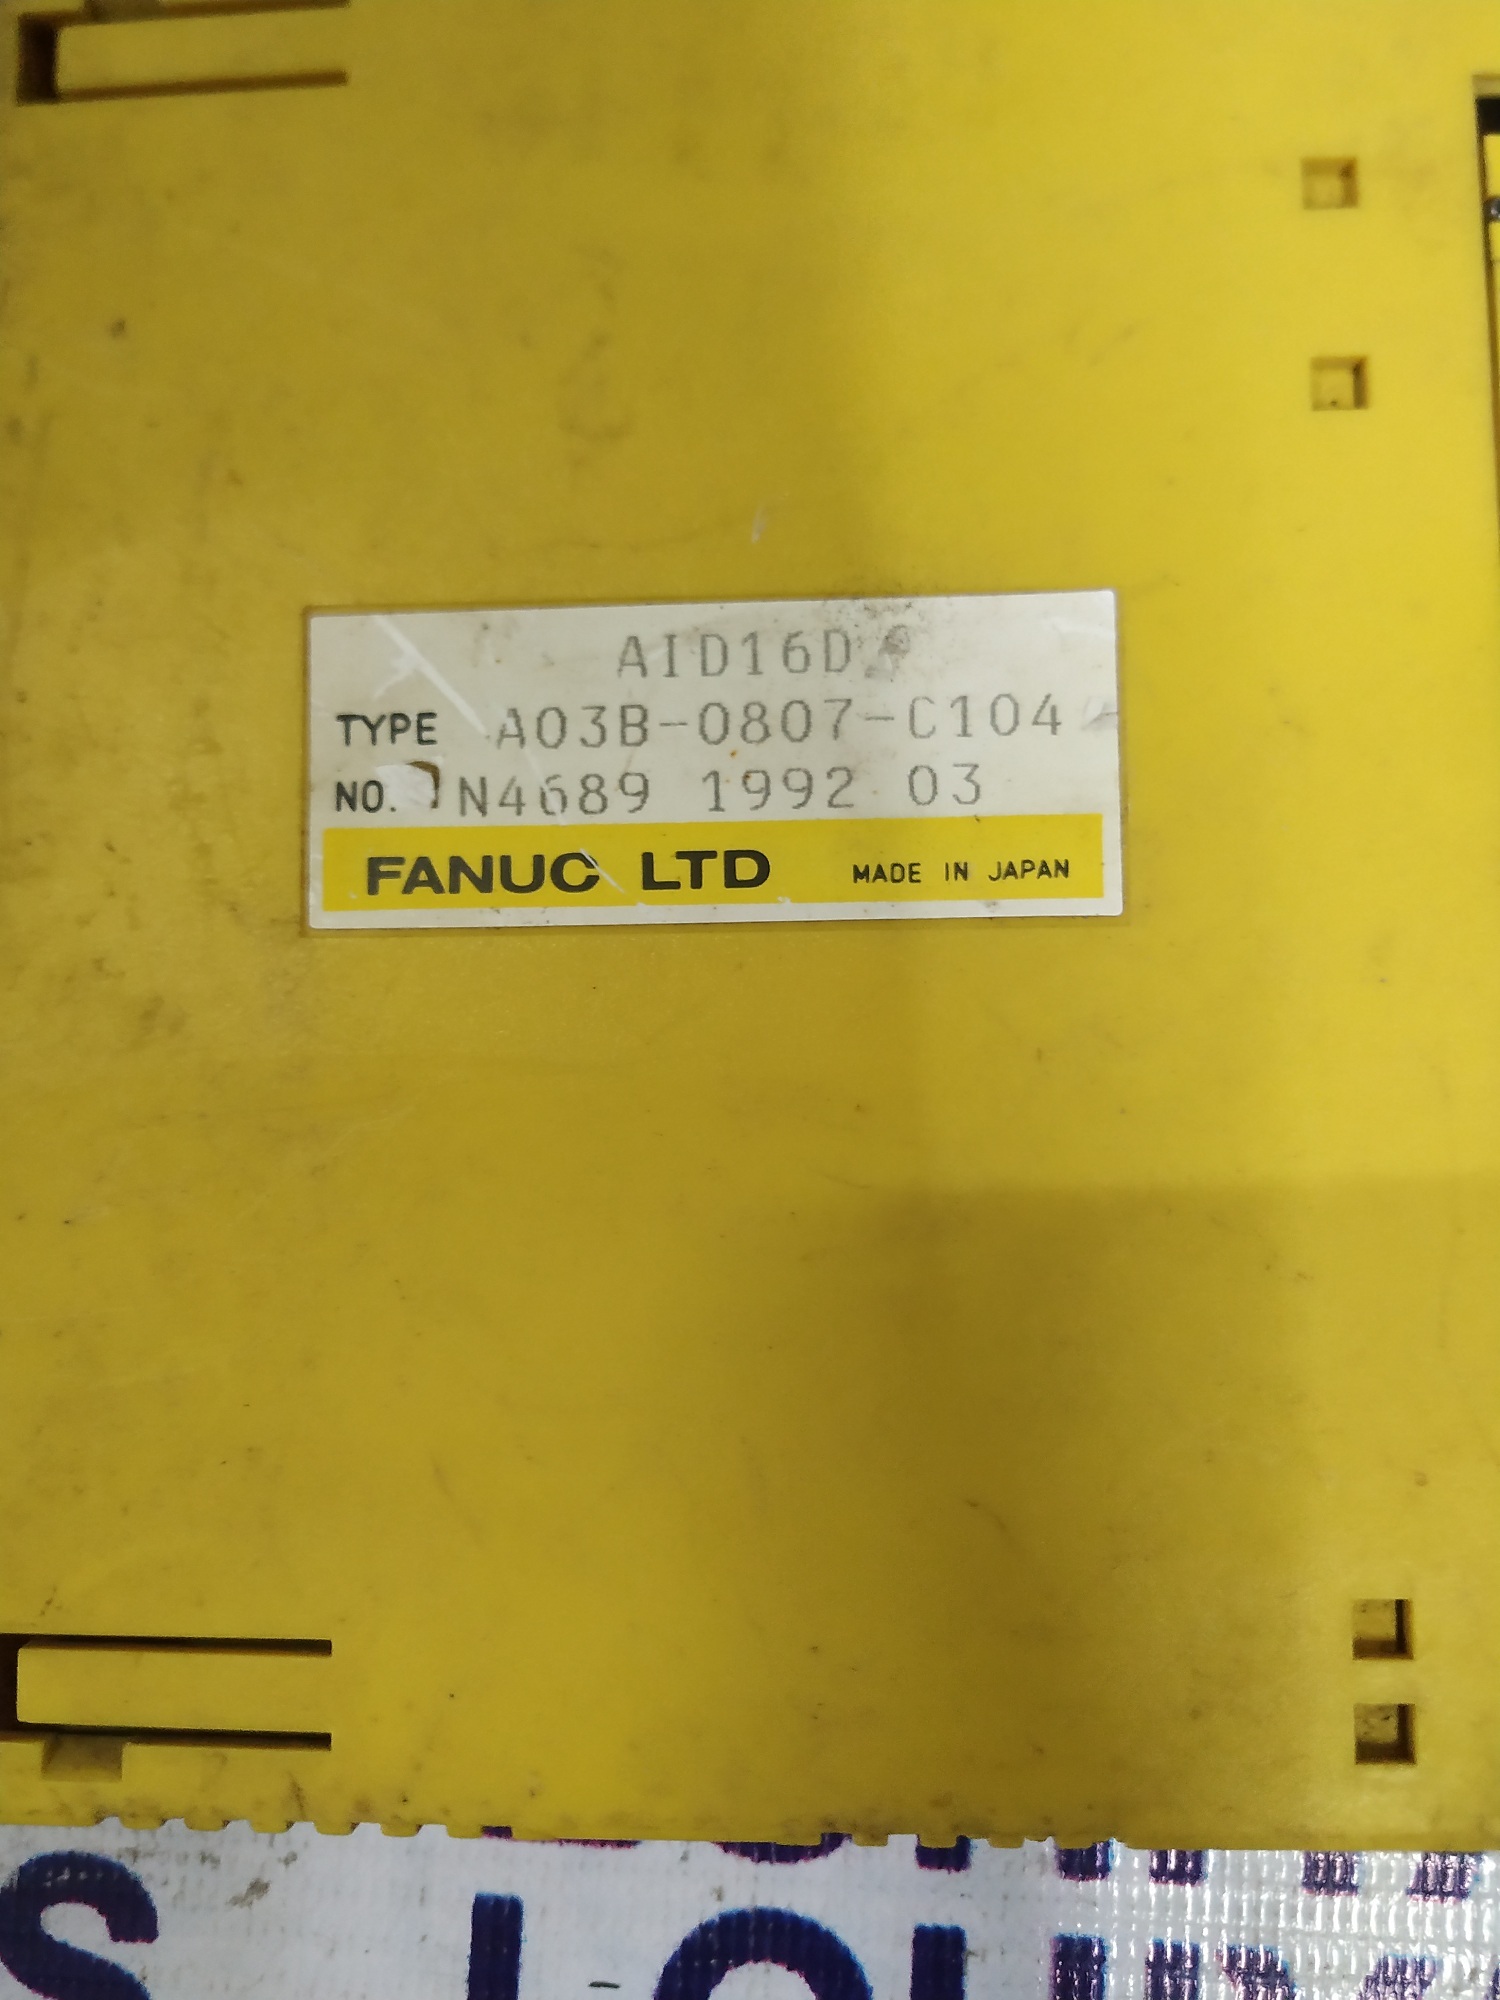 AID16D
TYPE A03B-0807-C104
NO. N4689 1992 03
FANUC LTD MADE IN JAPAN